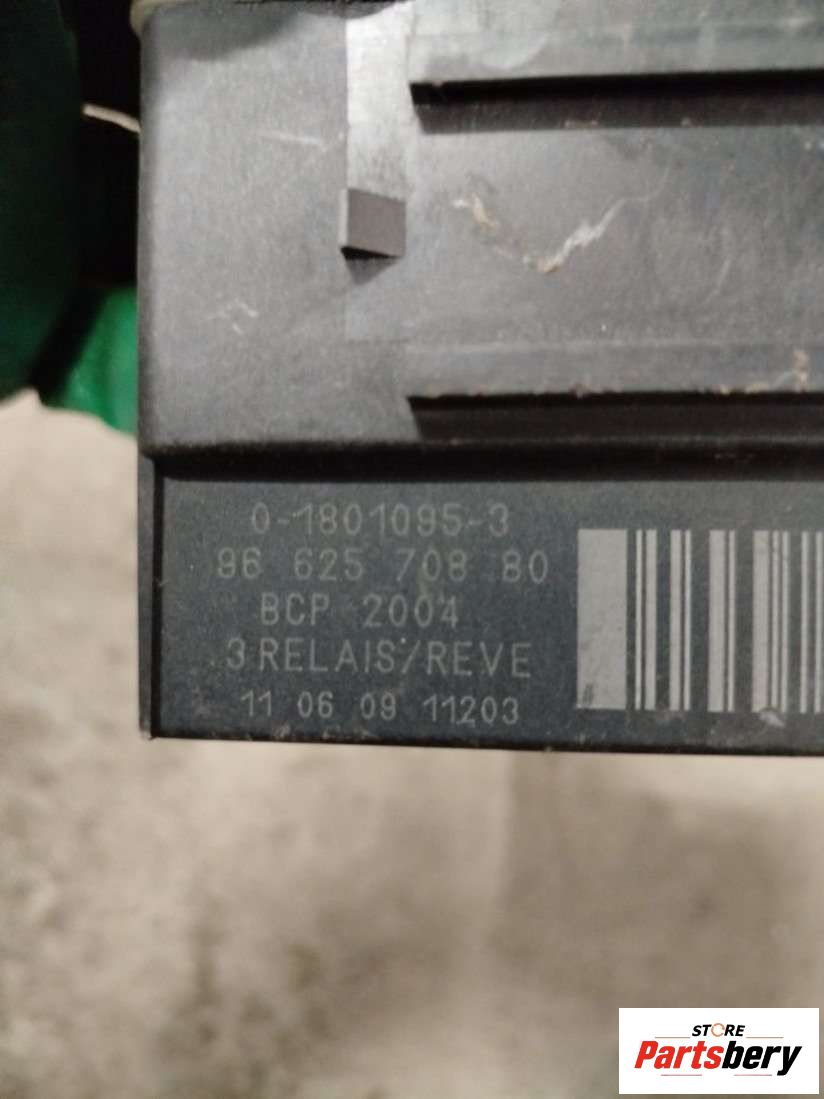 0-1801095-3
96 625 708 80
BCP 2004
3 RELAIS/REVE
11 06 09 11203
STORE
Partsbery